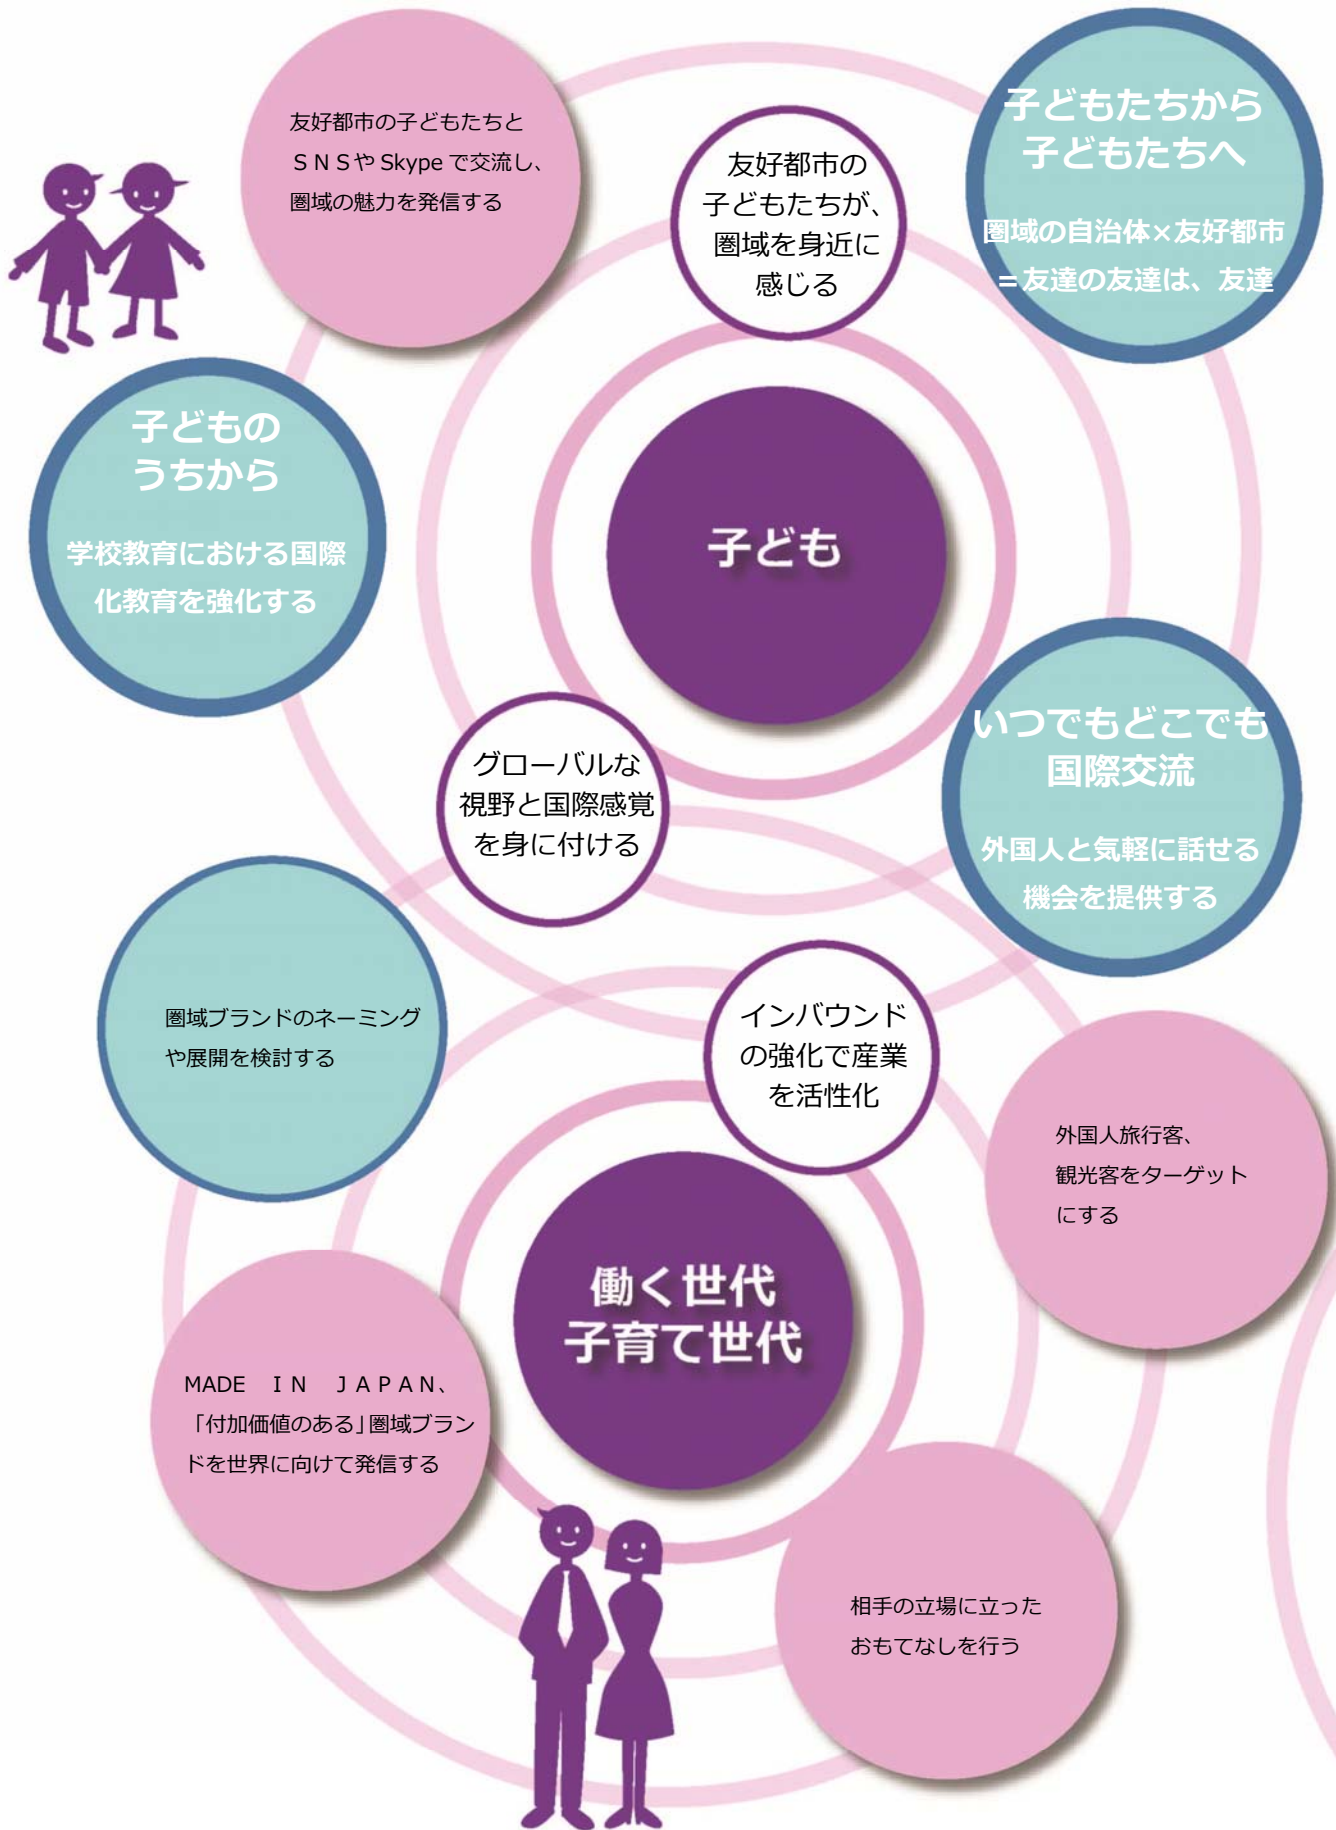 友好都市の子どもたちと
ＳＮＳや Skype で交流し、
圏域の魅力を発信する
友好都市の
子どもたちが、
圏域を身近に
感じる
子どもたちから
子どもたちへ
圏域の自治体×友好都市
＝友達の友達は、友達
子どもの
うちから
学校教育における国際
化教育を強化する
子ども
グローバルな
視野と国際感覚
を身に付ける
いつでもどこでも
国際交流
外国人と気軽に話せる
機会を提供する
圏域ブランドのネーミング
や展開を検討する
インバウンド
の強化で産業
を活性化
外国人旅行客、
観光客をターゲット
にする
働く世代
子育て世代
MADE　ＩＮ　ＪＡＰＡＮ、
「付加価値のある」圏域ブラン
ドを世界に向けて発信する
相手の立場に立った
おもてなしを行う